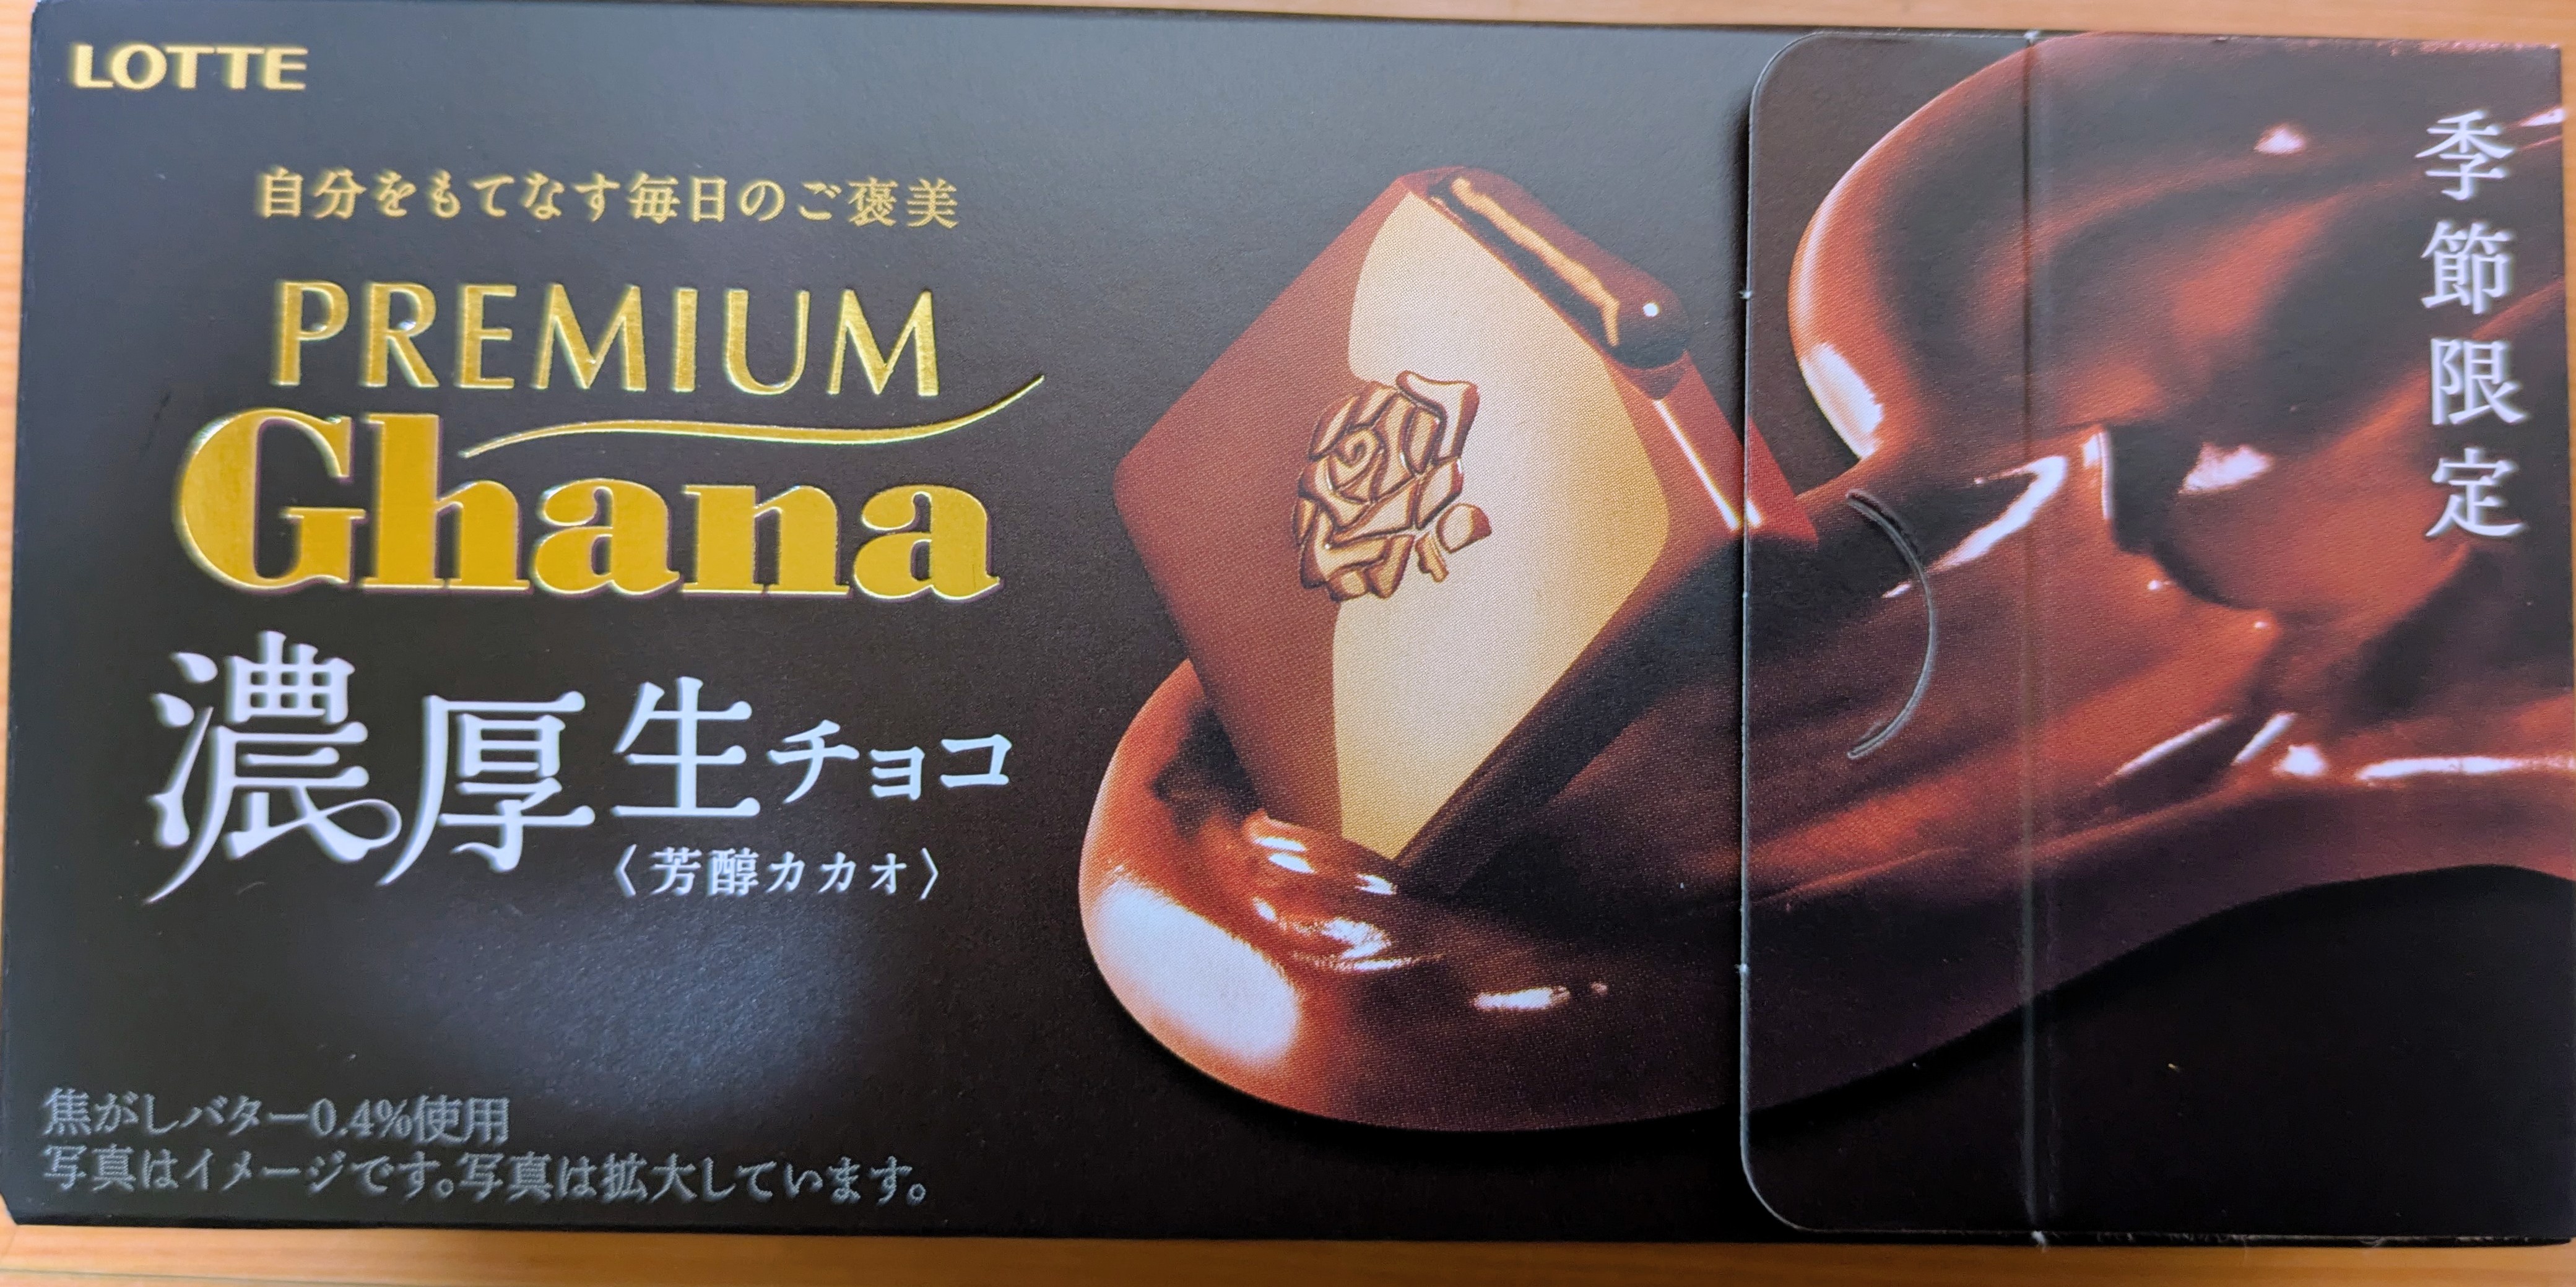 LOTTE
自分をもてなす毎日のご褒美
PREMIUM
Ghana
濃厚生チョコ
〈芳醇カカオ〉
季節限定
焦がしバター0.4%使用
写真はイメージです。写真は拡大しています。